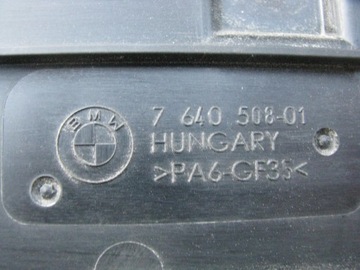 BMW
7 640 508-01
HUNGARY
>PA6-GF35<